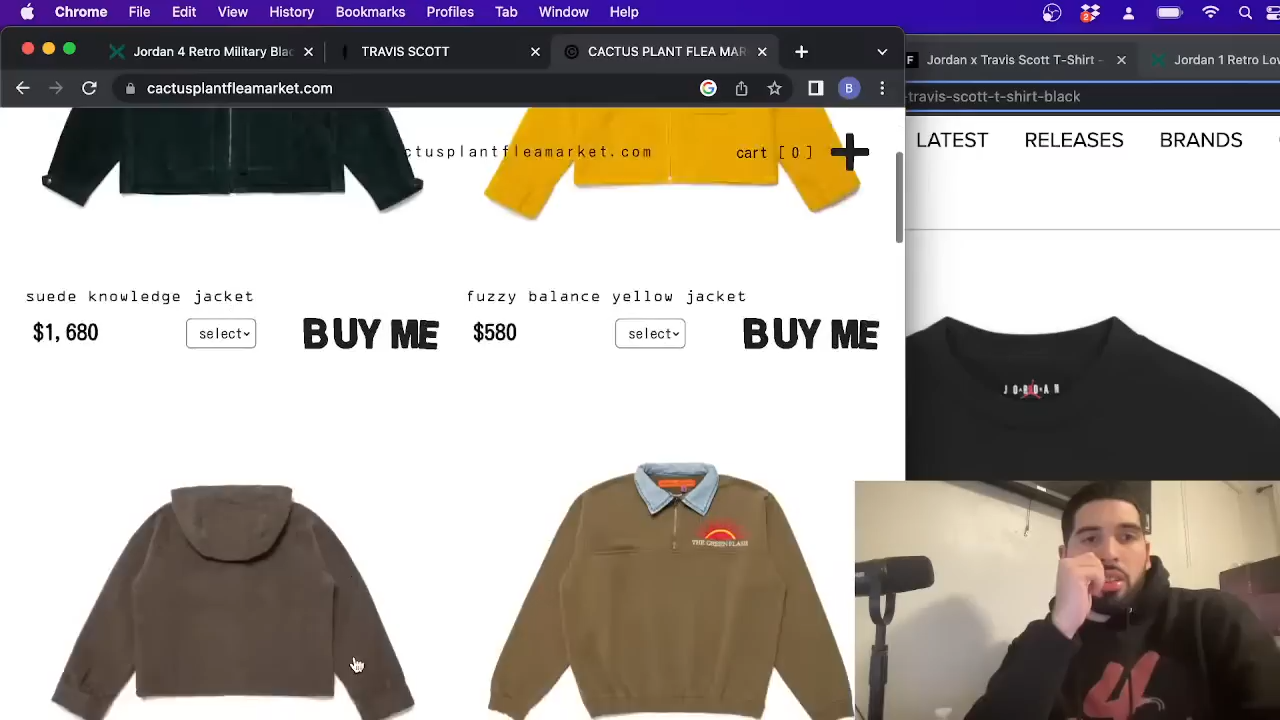 Chrome File Edit View History Bookmarks Profiles Tab Window Help
Jordan 4 Retro Military Blac
TRAVIS SCOTT
CACTUS PLANT FLEA MAR
Jordan x Travis Scott T-Shirt -
Jordan 1 Retro Lov
cactusplantfleamarket.com
B
-travis-scott-t-shirt-black
LATEST RELEASES BRANDS
ctusplantfleamarket.com
cart [ 0 ]
suede knowledge jacket
$1,680 select BUY ME
fuzzy balance yellow jacket
$580 select BUY ME
JORDAN
THE GREEN FLASH